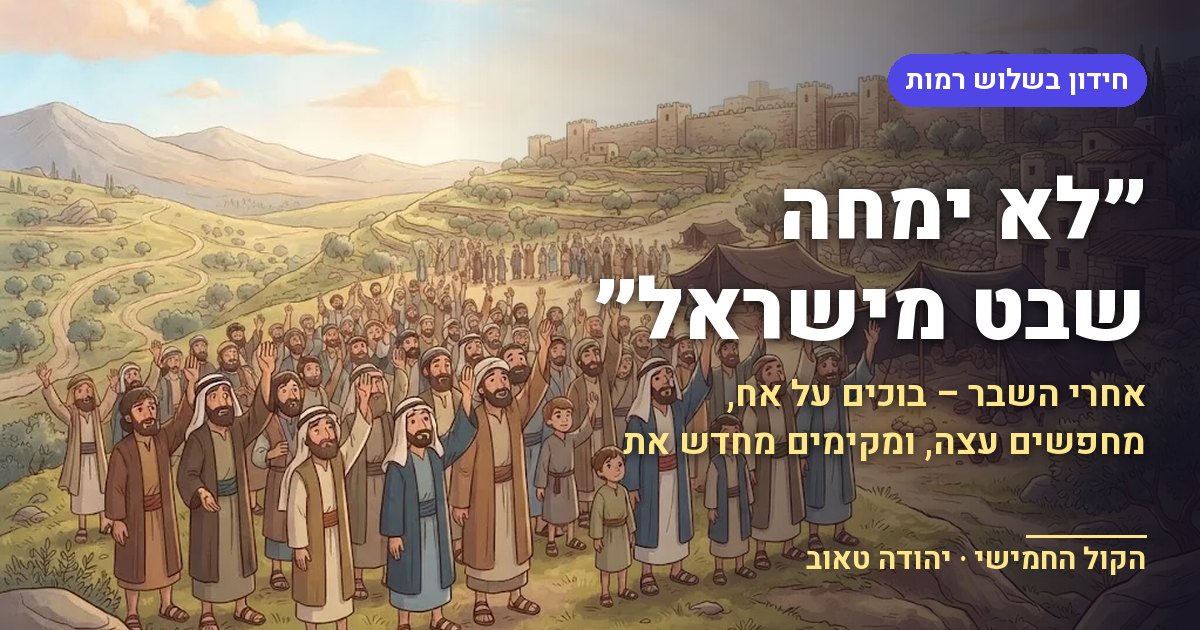 חידון בשלוש רמות
"לא ימחה
שבט מישראל"
אחרי השבר – בוכים על אח,
מחפשים עצה, ומקימים מחדש את
הקול החמישי · יהודה טאוב